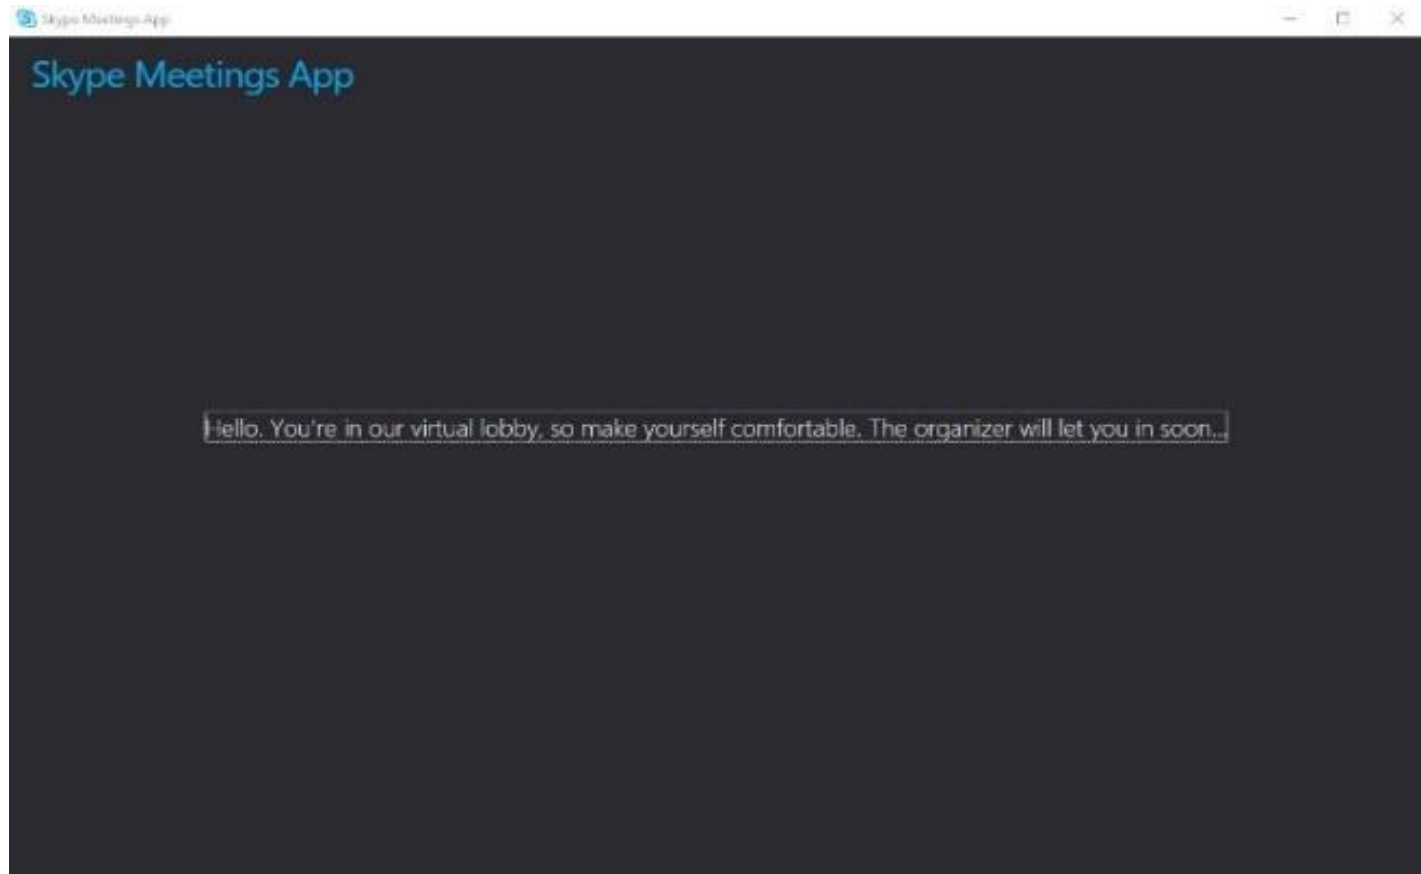 Skype Meetings App
Skype Meetings App
Hello. You're in our virtual lobby, so make yourself comfortable. The organizer will let you in soon...